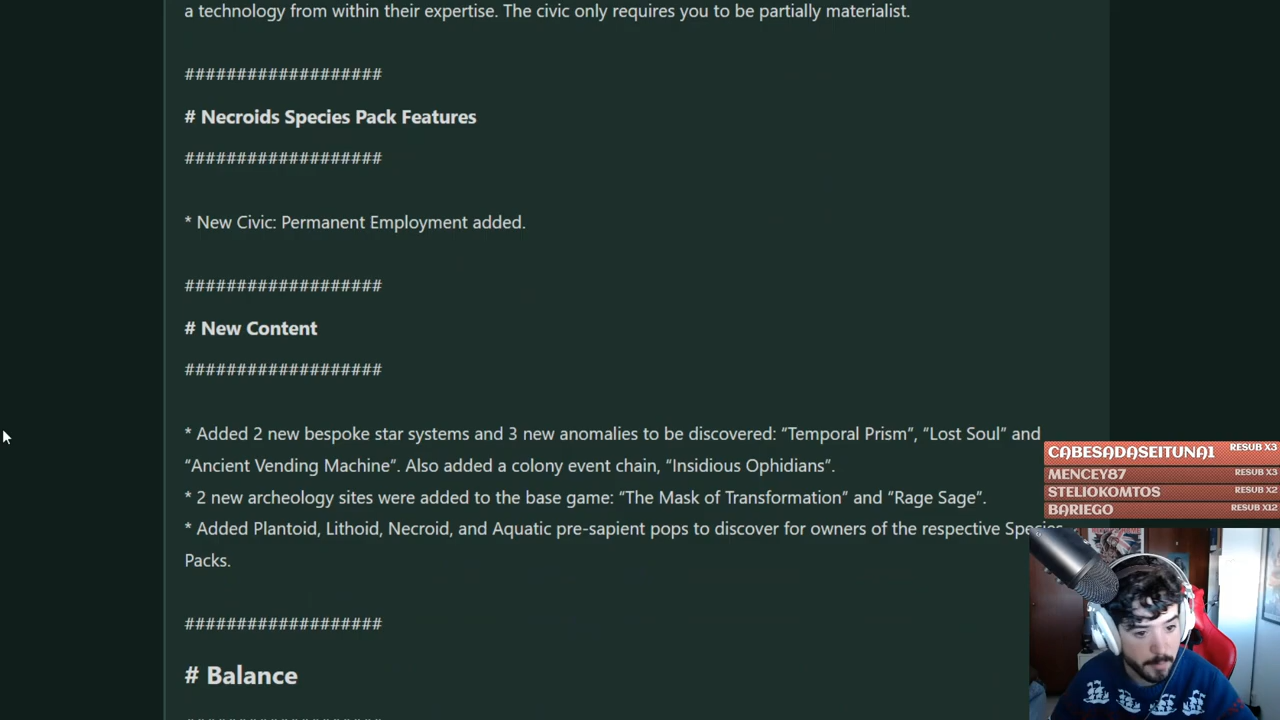 a technology from within their expertise. The civic only requires you to be partially materialist.
###################
# Necroids Species Pack Features
###################
* New Civic: Permanent Employment added.
###################
# New Content
###################
* Added 2 new bespoke star systems and 3 new anomalies to be discovered: “Temporal Prism”, “Lost Soul” and
“Ancient Vending Machine”. Also added a colony event chain, “Insidious Ophidians”.
* 2 new archeology sites were added to the base game: “The Mask of Transformation” and “Rage Sage”.
* Added Plantoid, Lithoid, Necroid, and Aquatic pre-sapient pops to discover for owners of the respective Species
Packs.
###################
# Balance
CABESADASEITUNA1 RESUB X3
MENCEY87 RESUB X3
STELIOKOMTOS RESUB X2
BARIEGO RESUB X12